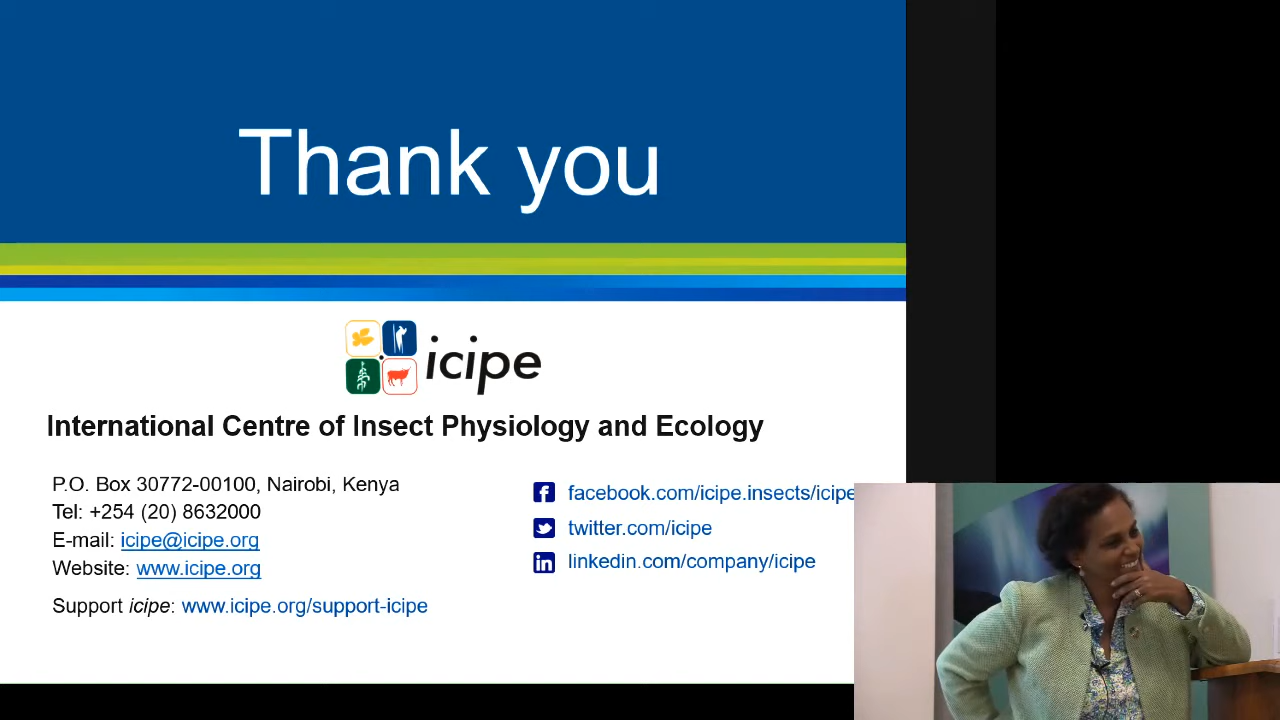 Thank you
icipe
International Centre of Insect Physiology and Ecology
P.O. Box 30772-00100, Nairobi, Kenya
Tel: +254 (20) 8632000
E-mail: icipe@icipe.org
Website: www.icipe.org
Support icipe: www.icipe.org/support-icipe
facebook.com/icipe.insects/icipe
twitter.com/icipe
linkedin.com/company/icipe